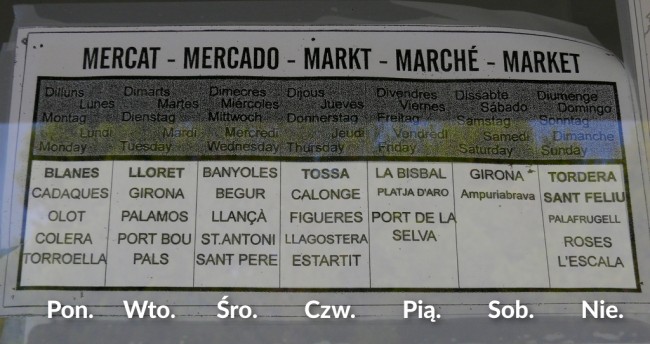 MERCAT - MERCADO - MARKT - MARCHÉ - MARKET
Dilluns Dimarts Dimecres Dijous Divendres Dissabte Diumenge
Lunes Martes Miércoles Jueves Viernes Sábado Domingo
Montag Dienstag Mittwoch Donnerstag Freitag Samstag Sonntag
Lundi Mardi Mercredi Jeudi Vendredi Samedi Dimanche
Monday Tuesday Wednesday Thursday Friday Saturday Sunday
BLANES LLORET BANYOLES TOSSA LA BISBAL GIRONA TORDERA
CADAQUES GIRONA BEGUR CALONGE PLATJA D'ARO Ampuriabrava SANT FELIU
OLOT PALAMOS LLANÇÀ FIGUERES PORT DE LA PALAFRUGELL
COLERA PORT BOU ST.ANTONI LLAGOSTERA SELVA ROSES
TORROELLA PALS SANT PERE ESTARTIT L'ESCALA
Pon. Wto. Śro. Czw. Pią. Sob. Nie.